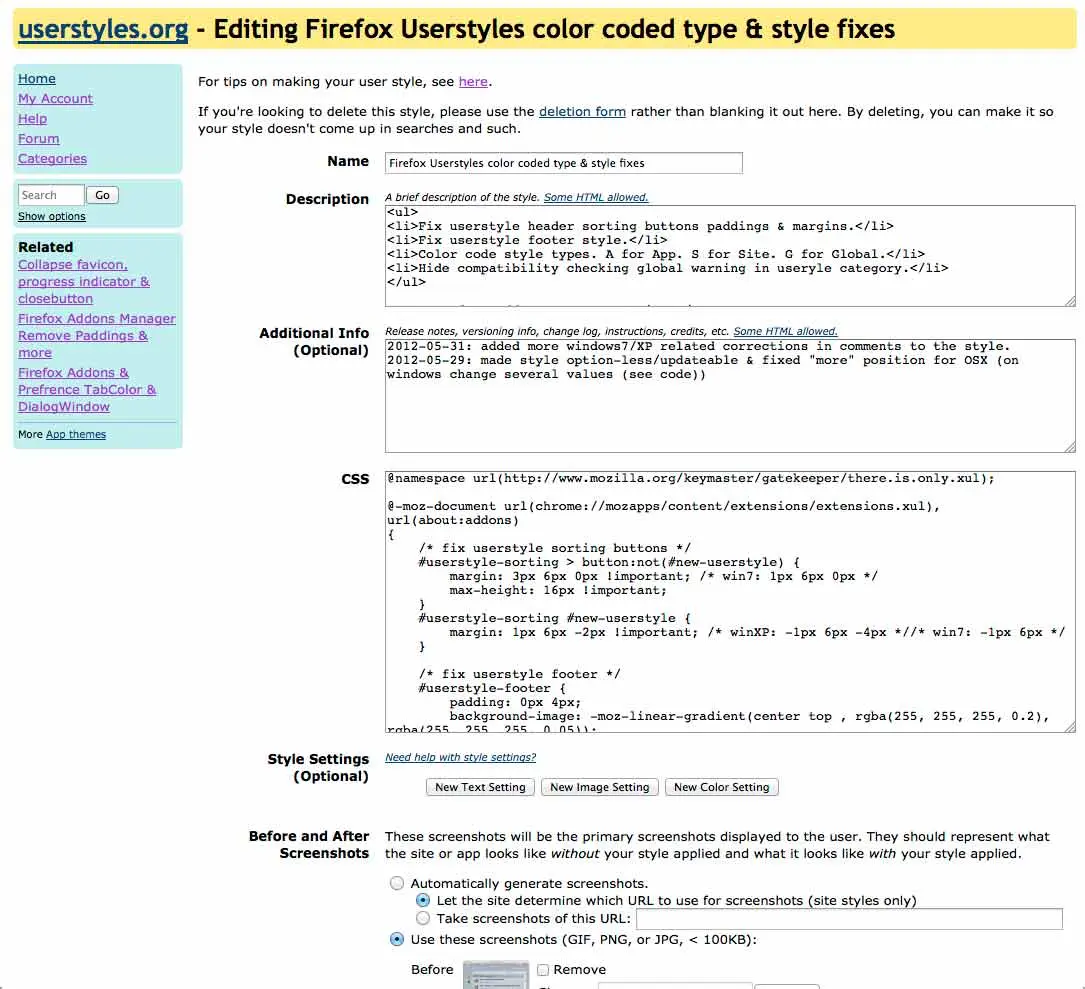 userstyles.org - Editing Firefox Userstyles color coded type & style fixes
Home
My Account
Help
Forum
Categories
Search
Go
Show options
Related
Collapse favicon,
progress indicator &
closebutton
Firefox Addons Manager
Remove Paddings &
more
Firefox Addons &
Prefrence TabColor &
DialogWindow
More App themes
For tips on making your user style, see here.
If you're looking to delete this style, please use the deletion form rather than blanking it out here. By deleting, you can make it so
your style doesn't come up in searches and such.
Name
Firefox Userstyles color coded type & style fixes
Description
A brief description of the style. Some HTML allowed.
<ul>
<li>Fix userstyle header sorting buttons paddings & margins.</li>
<li>Fix userstyle footer style.</li>
<li>Color code style types. A for App. S for Site. G for Global.</li>
<li>Hide compatibility checking global warning in useryle category.</li>
</ul>
Additional Info
(Optional)
Release notes, versioning info, change log, instructions, credits, etc. Some HTML allowed.
2012-05-31: added more windows7/XP related corrections in comments to the style.
2012-05-29: made style option-less/updateable & fixed "more" position for OSX (on
windows change several values (see code))
CSS
@namespace url(http://www.mozilla.org/keymaster/gatekeeper/there.is.only.xul);
@-moz-document url(chrome://mozapps/content/extensions/extensions.xul),
url(about:addons)
{
/* fix userstyle sorting buttons */
#userstyle-sorting > button:not(#new-userstyle) {
margin: 3px 6px 0px !important; /* win7: 1px 6px 0px */
max-height: 16px !important;
}
#userstyle-sorting #new-userstyle {
margin: 1px 6px -2px !important; /* winXP: -1px 6px -4px *//* win7: -1px 6px */
}
/* fix userstyle footer */
#userstyle-footer {
padding: 0px 4px;
background-image: -moz-linear-gradient(center top , rgba(255, 255, 255, 0.2),
rgba(255, 255, 255, 0.05));
Style Settings
(Optional)
Need help with style settings?
New Text Setting
New Image Setting
New Color Setting
Before and After
Screenshots
These screenshots will be the primary screenshots displayed to the user. They should represent what
the site or app looks like without your style applied and what it looks like with your style applied.
Automatically generate screenshots.
Let the site determine which URL to use for screenshots (site styles only)
Take screenshots of this URL:
Use these screenshots (GIF, PNG, or JPG, < 100KB):
Before
Remove